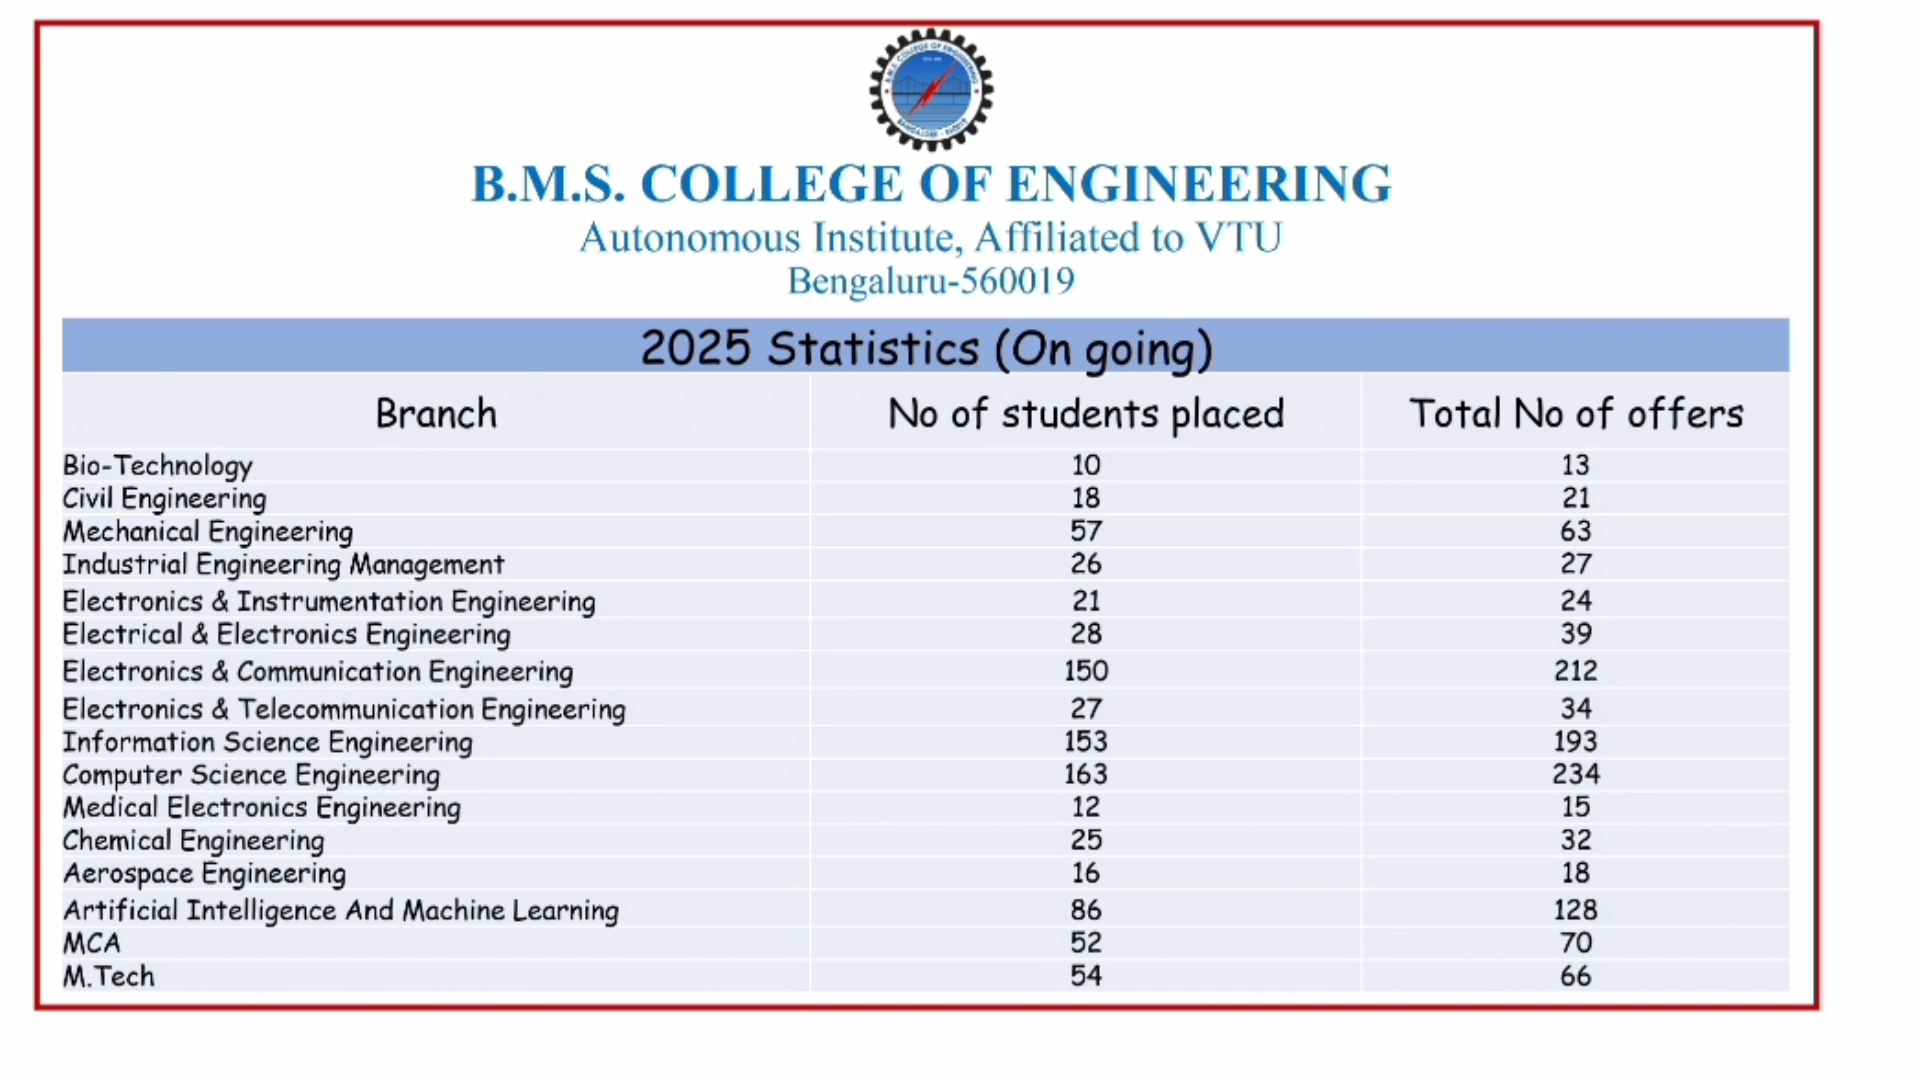 B.M.S. COLLEGE OF ENGINEERING
B.M.S. COLLEGE OF ENGINEERING
Autonomous Institute, Affiliated to VTU
Bengaluru-560019
2025 Statistics (On going)
Branch No of students placed Total No of offers
Bio-Technology 10 13
Civil Engineering 18 21
Mechanical Engineering 57 63
Industrial Engineering Management 26 27
Electronics & Instrumentation Engineering 21 24
Electrical & Electronics Engineering 28 39
Electronics & Communication Engineering 150 212
Electronics & Telecommunication Engineering 27 34
Information Science Engineering 153 193
Computer Science Engineering 163 234
Medical Electronics Engineering 12 15
Chemical Engineering 25 32
Aerospace Engineering 16 18
Artificial Intelligence And Machine Learning 86 128
MCA 52 70
M.Tech 54 66